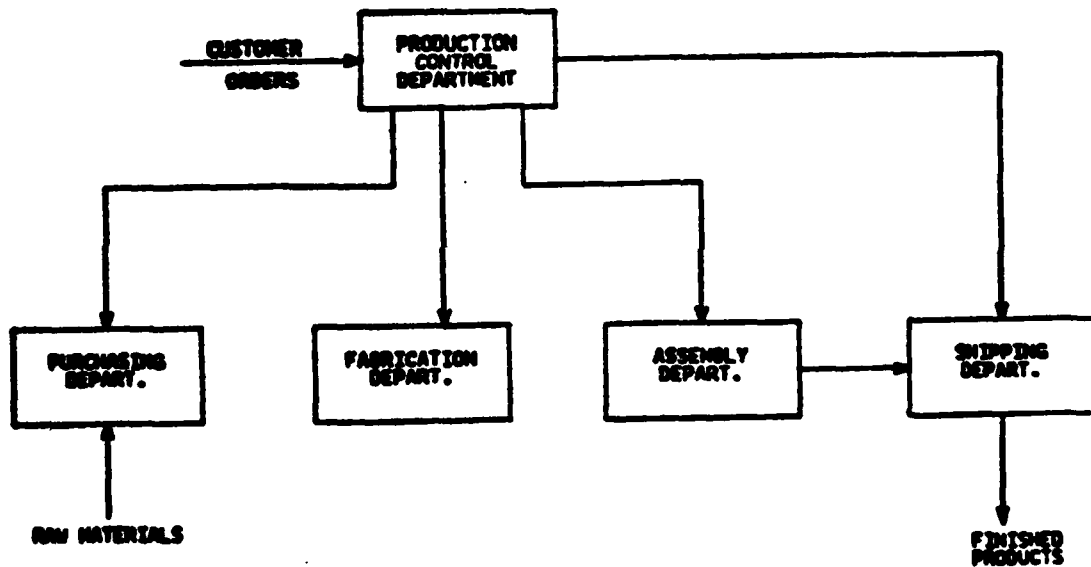 CUSTOMER
ORDERS
PRODUCTION
CONTROL
DEPARTMENT
PURCHASING
DEPART.
FABRICATION
DEPART.
ASSEMBLY
DEPART.
SHIPPING
DEPART.
RAW MATERIALS
FINISHED
PRODUCTS